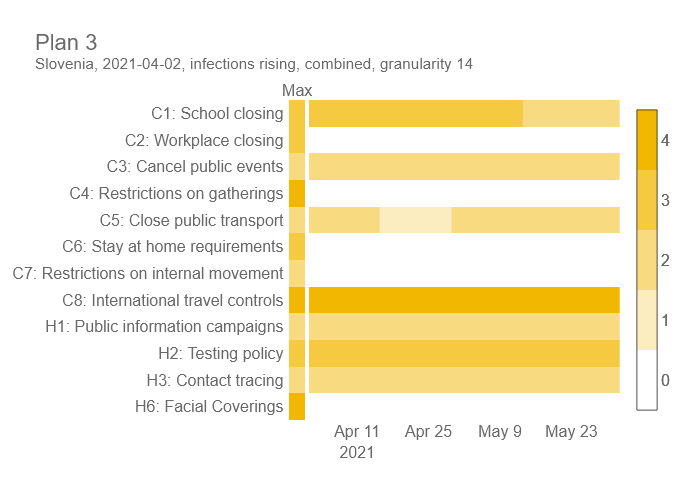 Plan 3
Slovenia, 2021-04-02, infections rising, combined, granularity 14
Max
C1: School closing
C2: Workplace closing
C3: Cancel public events
C4: Restrictions on gatherings
C5: Close public transport
C6: Stay at home requirements
C7: Restrictions on internal movement
C8: International travel controls
H1: Public information campaigns
H2: Testing policy
H3: Contact tracing
H6: Facial Coverings
Apr 11 Apr 25 May 9 May 23
2021
4
3
2
1
0